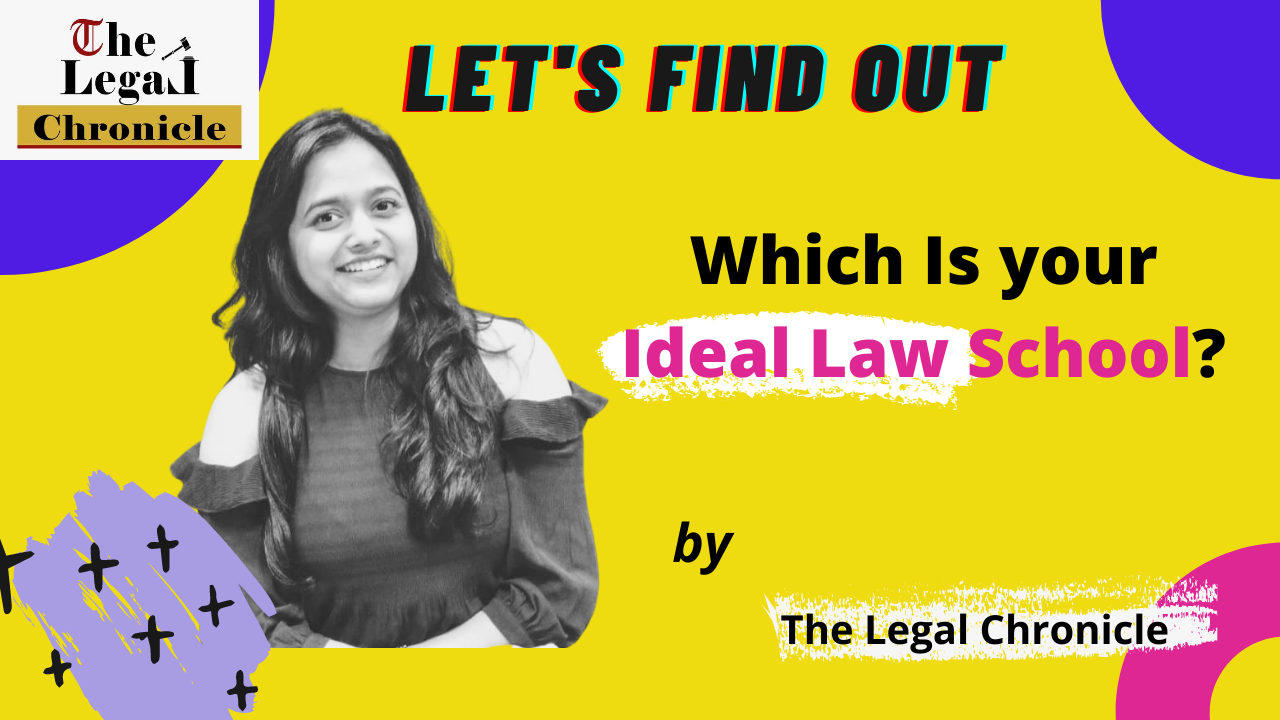 The
Legal
Chronicle
LET'S FIND OUT
Which Is your
Ideal Law School?
by
The Legal Chronicle